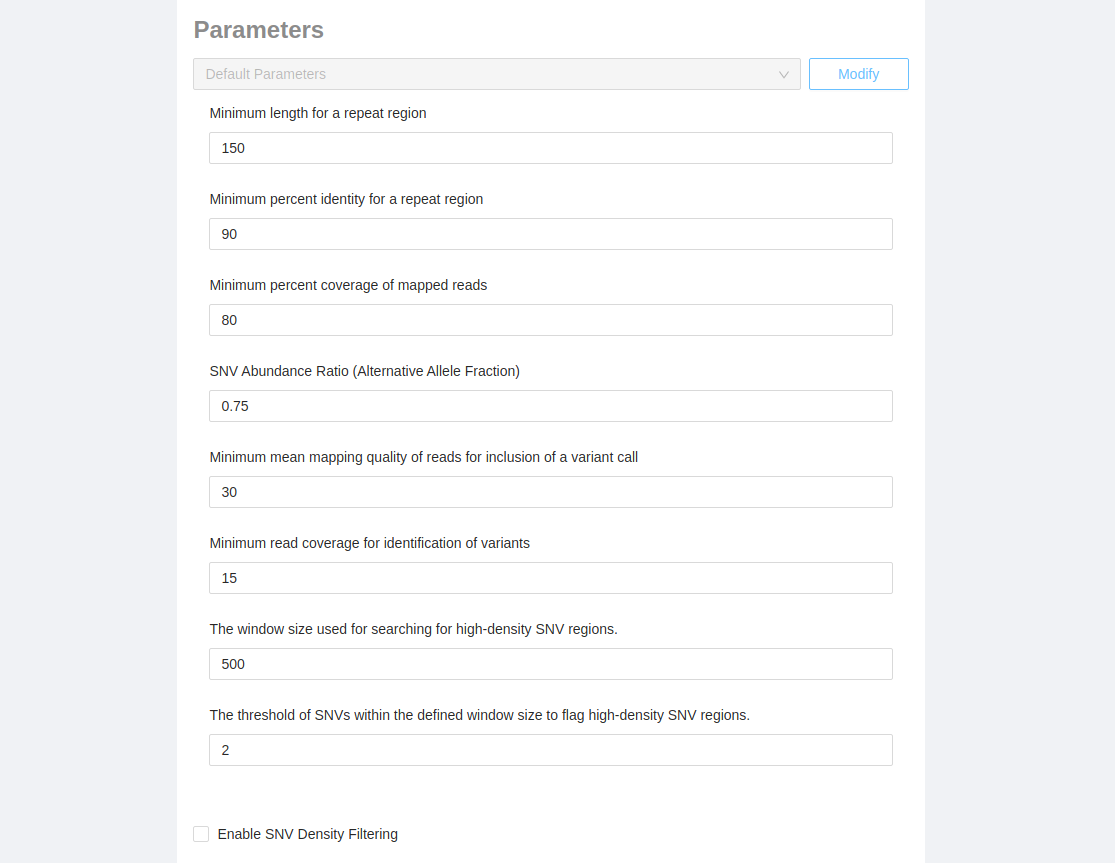 Parameters
Default Parameters
Modify
Minimum length for a repeat region
150
Minimum percent identity for a repeat region
90
Minimum percent coverage of mapped reads
80
SNV Abundance Ratio (Alternative Allele Fraction)
0.75
Minimum mean mapping quality of reads for inclusion of a variant call
30
Minimum read coverage for identification of variants
15
The window size used for searching for high-density SNV regions.
500
The threshold of SNVs within the defined window size to flag high-density SNV regions.
2
Enable SNV Density Filtering